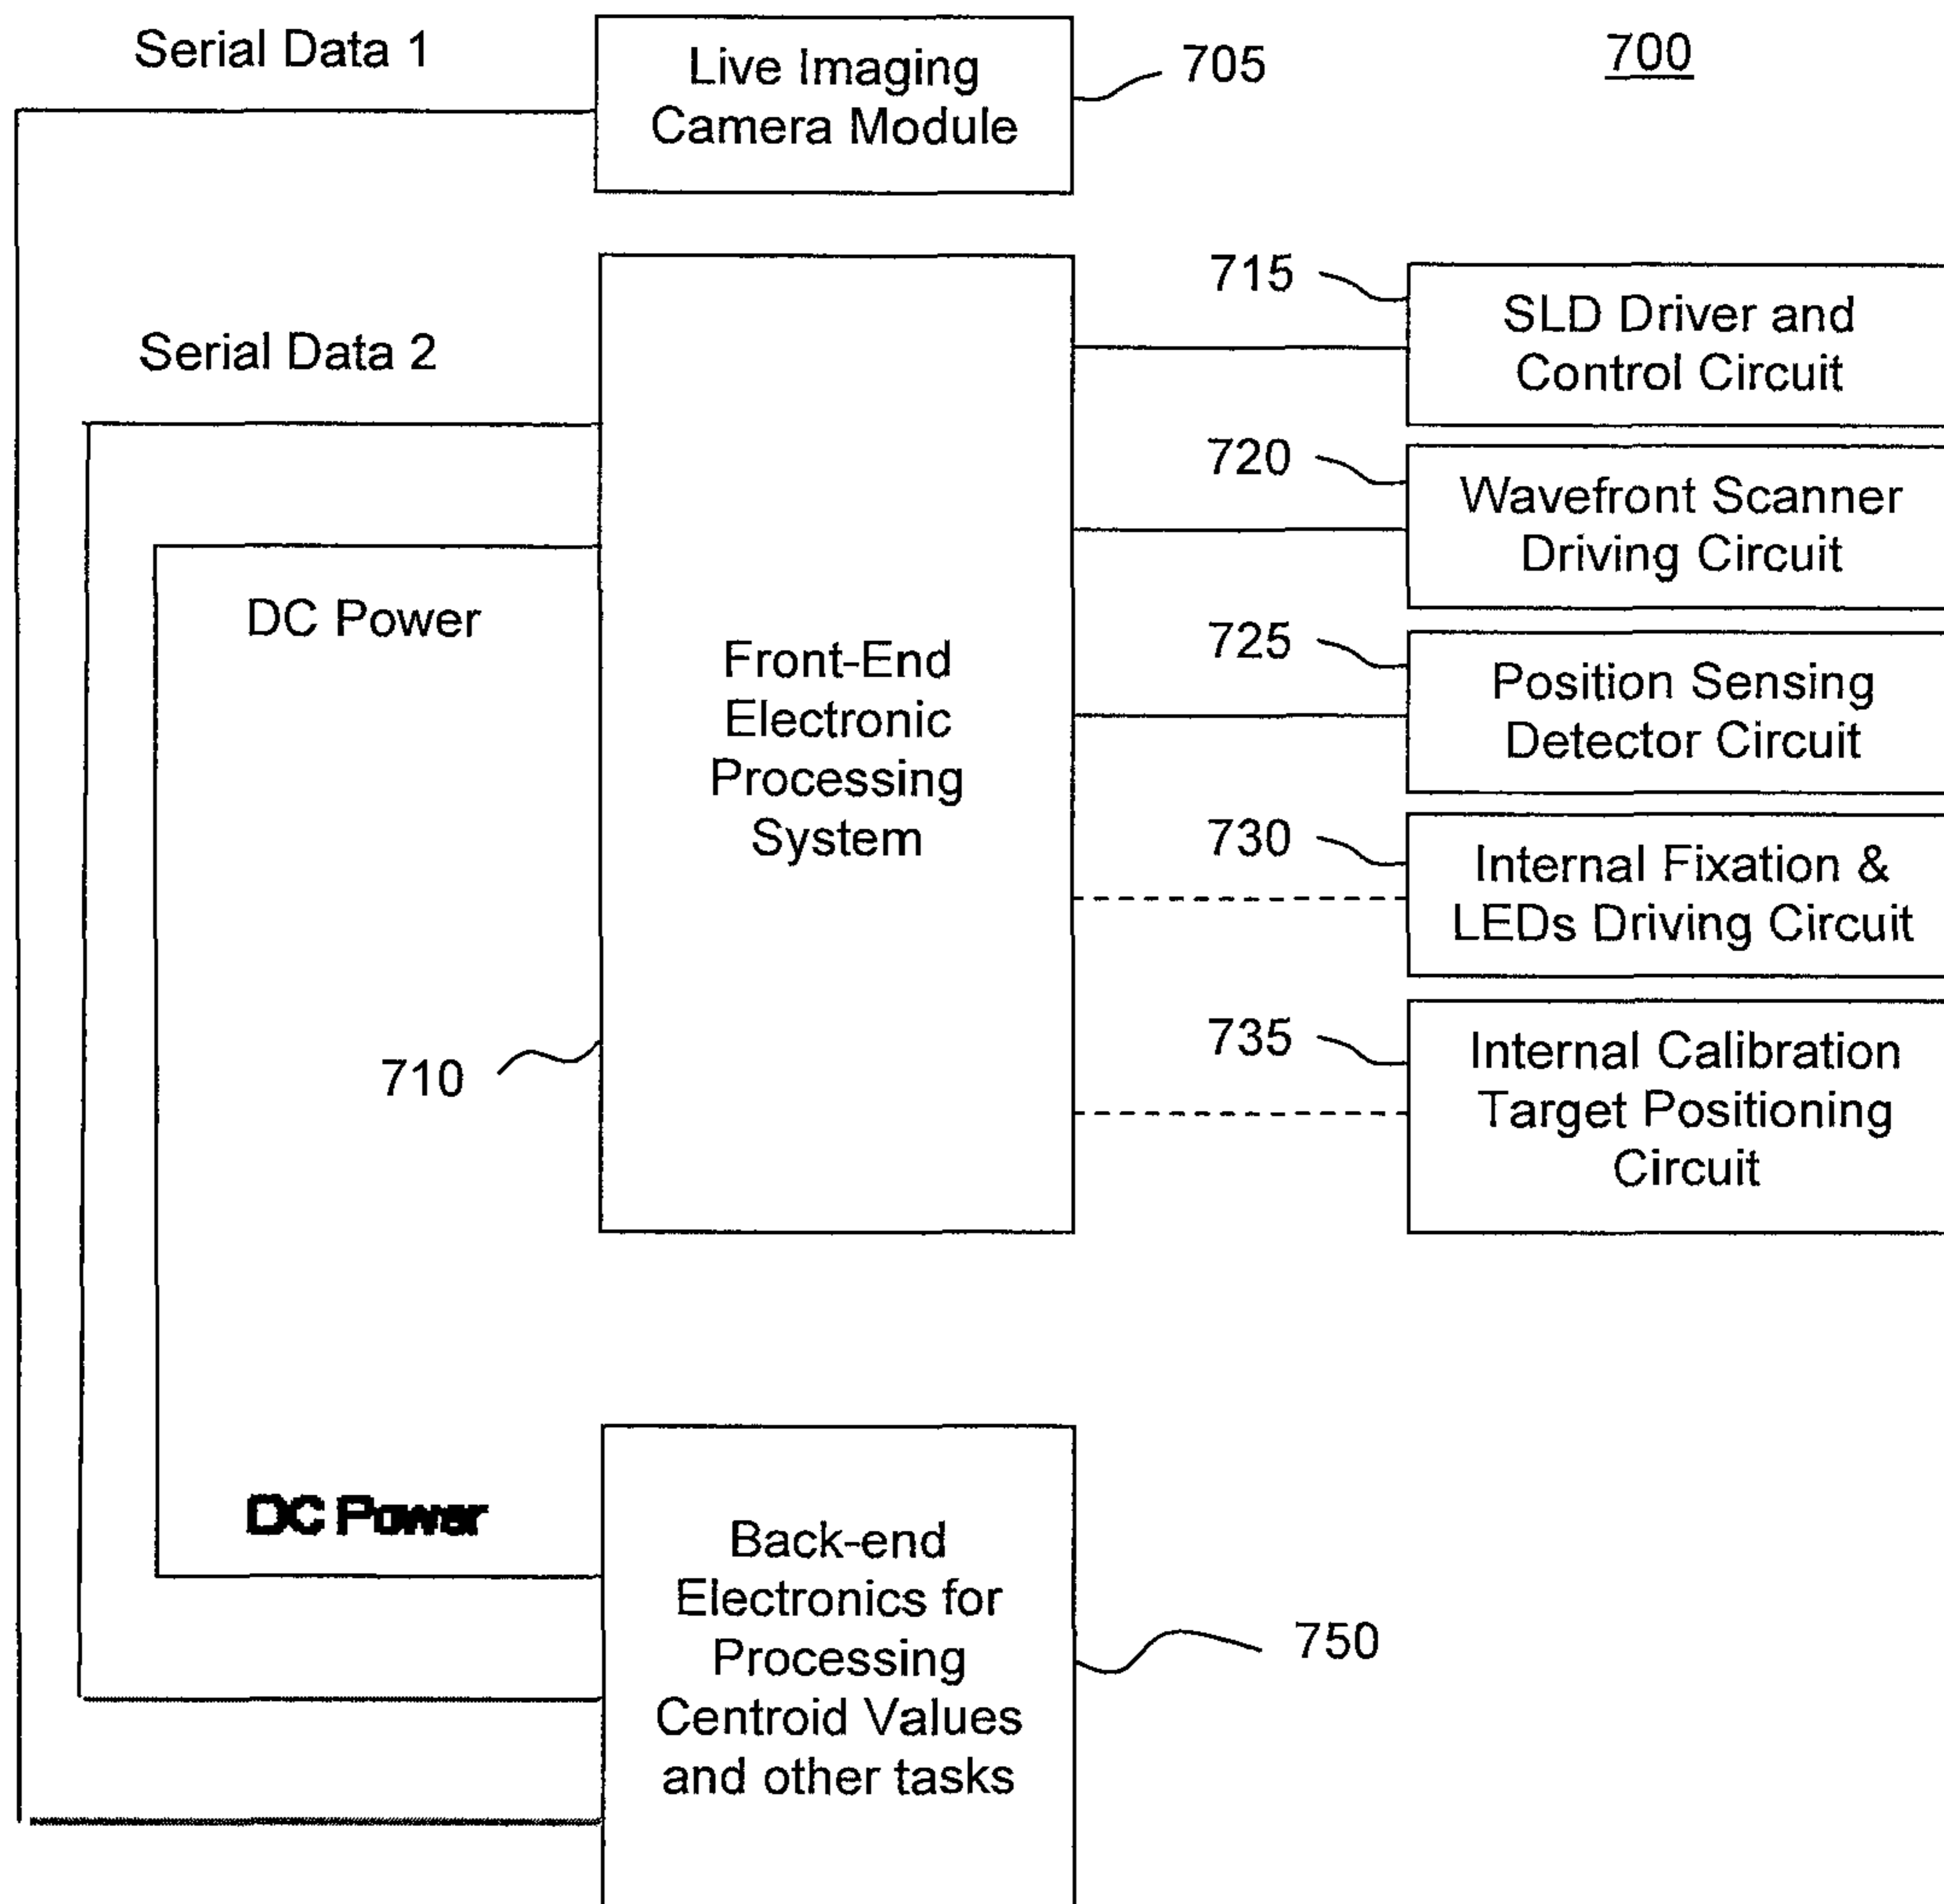 Serial Data 1
Live Imaging
Camera Module
705
700
Serial Data 2
DC Power
Front-End
Electronic
Processing
System
710
715
SLD Driver and
Control Circuit
720
Wavefront Scanner
Driving Circuit
725
Position Sensing
Detector Circuit
730
Internal Fixation &
LEDs Driving Circuit
735
Internal Calibration
Target Positioning
Circuit
DC Power
Back-end
Electronics for
Processing
Centroid Values
and other tasks
750